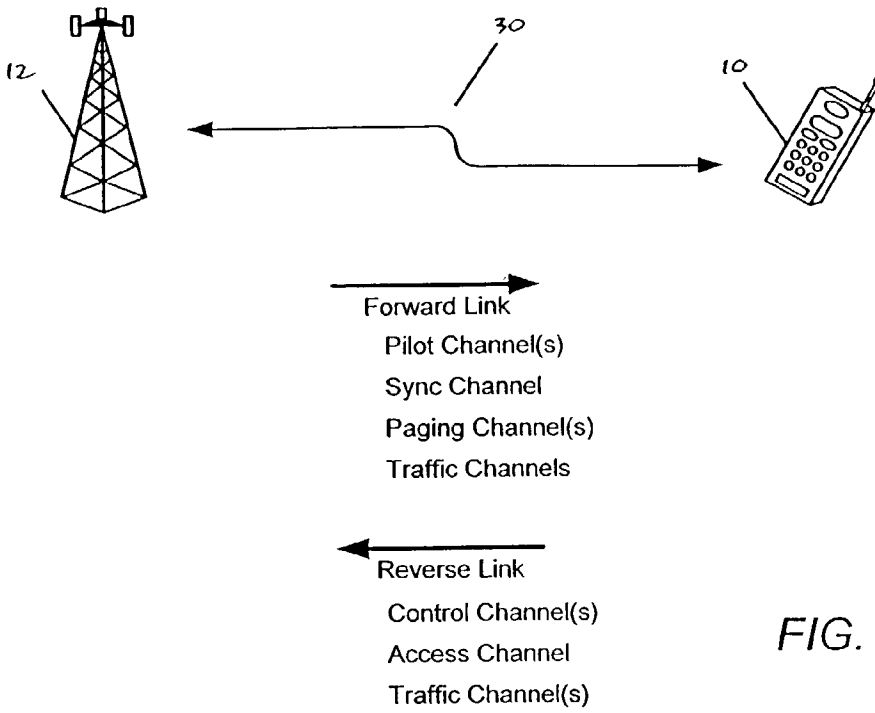 30
12
10
Forward Link
Pilot Channel(s)
Sync Channel
Paging Channel(s)
Traffic Channels
Reverse Link
Control Channel(s)
Access Channel
Traffic Channel(s)
FIG.